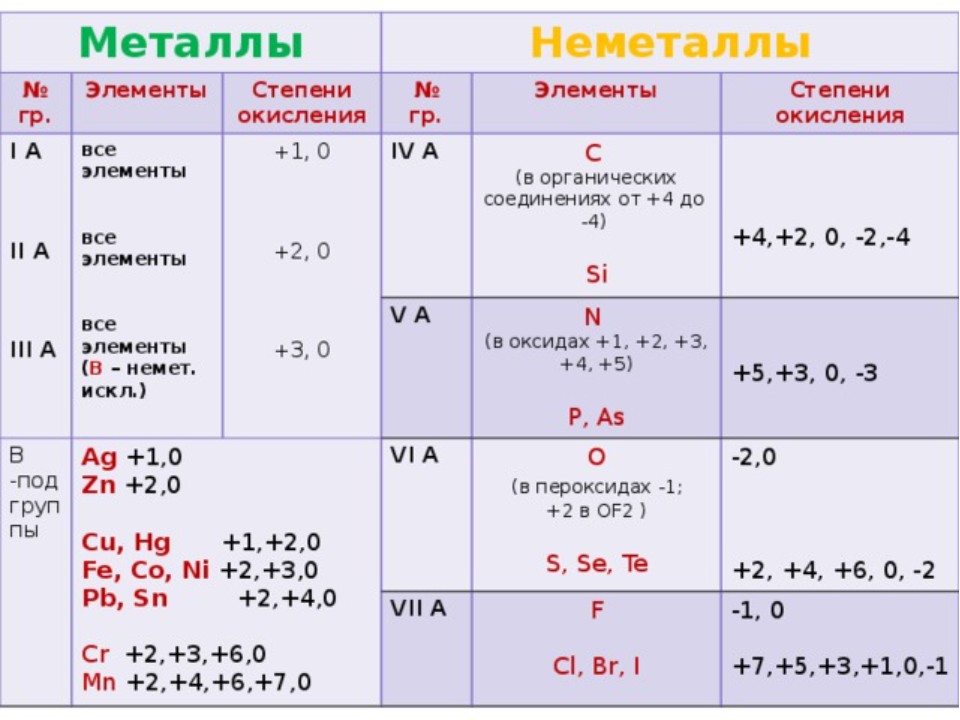 Металлы
Неметаллы
№
гр.
Элементы
Степени
окисления
№
гр.
Элементы
Степени
окисления
I A
все
элементы
+1, 0
II A
все
элементы
+2, 0
III A
все
элементы
(В – немет.
искл.)
+3, 0
В
-под
груп
пы
Ag +1,0
Zn +2,0
Cu, Hg +1,+2,0
Fe, Co, Ni +2,+3,0
Pb, Sn +2,+4,0
Cr +2,+3,+6,0
Mn +2,+4,+6,+7,0
IV A
C
(в органических
соединениях от +4 до
-4)
Si
+4,+2, 0, -2,-4
V A
N
(в оксидах +1, +2, +3,
+4, +5)
P, As
+5,+3, 0, -3
VI A
O
(в пероксидах -1;
+2 в OF2 )
S, Se, Te
-2,0
+2, +4, +6, 0, -2
VII A
F
Cl, Br, I
-1, 0
+7,+5,+3,+1,0,-1